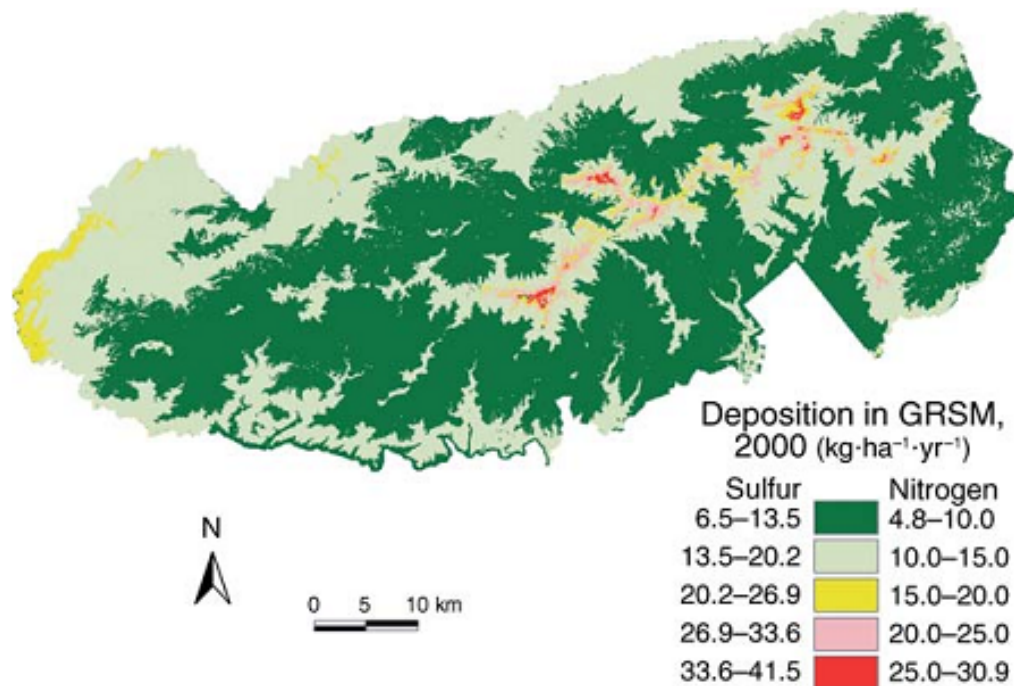 Deposition in GRSM,
2000 (kg·ha⁻¹·yr⁻¹)
Sulfur Nitrogen
6.5–13.5 4.8–10.0
13.5–20.2 10.0–15.0
20.2–26.9 15.0–20.0
26.9–33.6 20.0–25.0
33.6–41.5 25.0–30.9
N
0 5 10 km